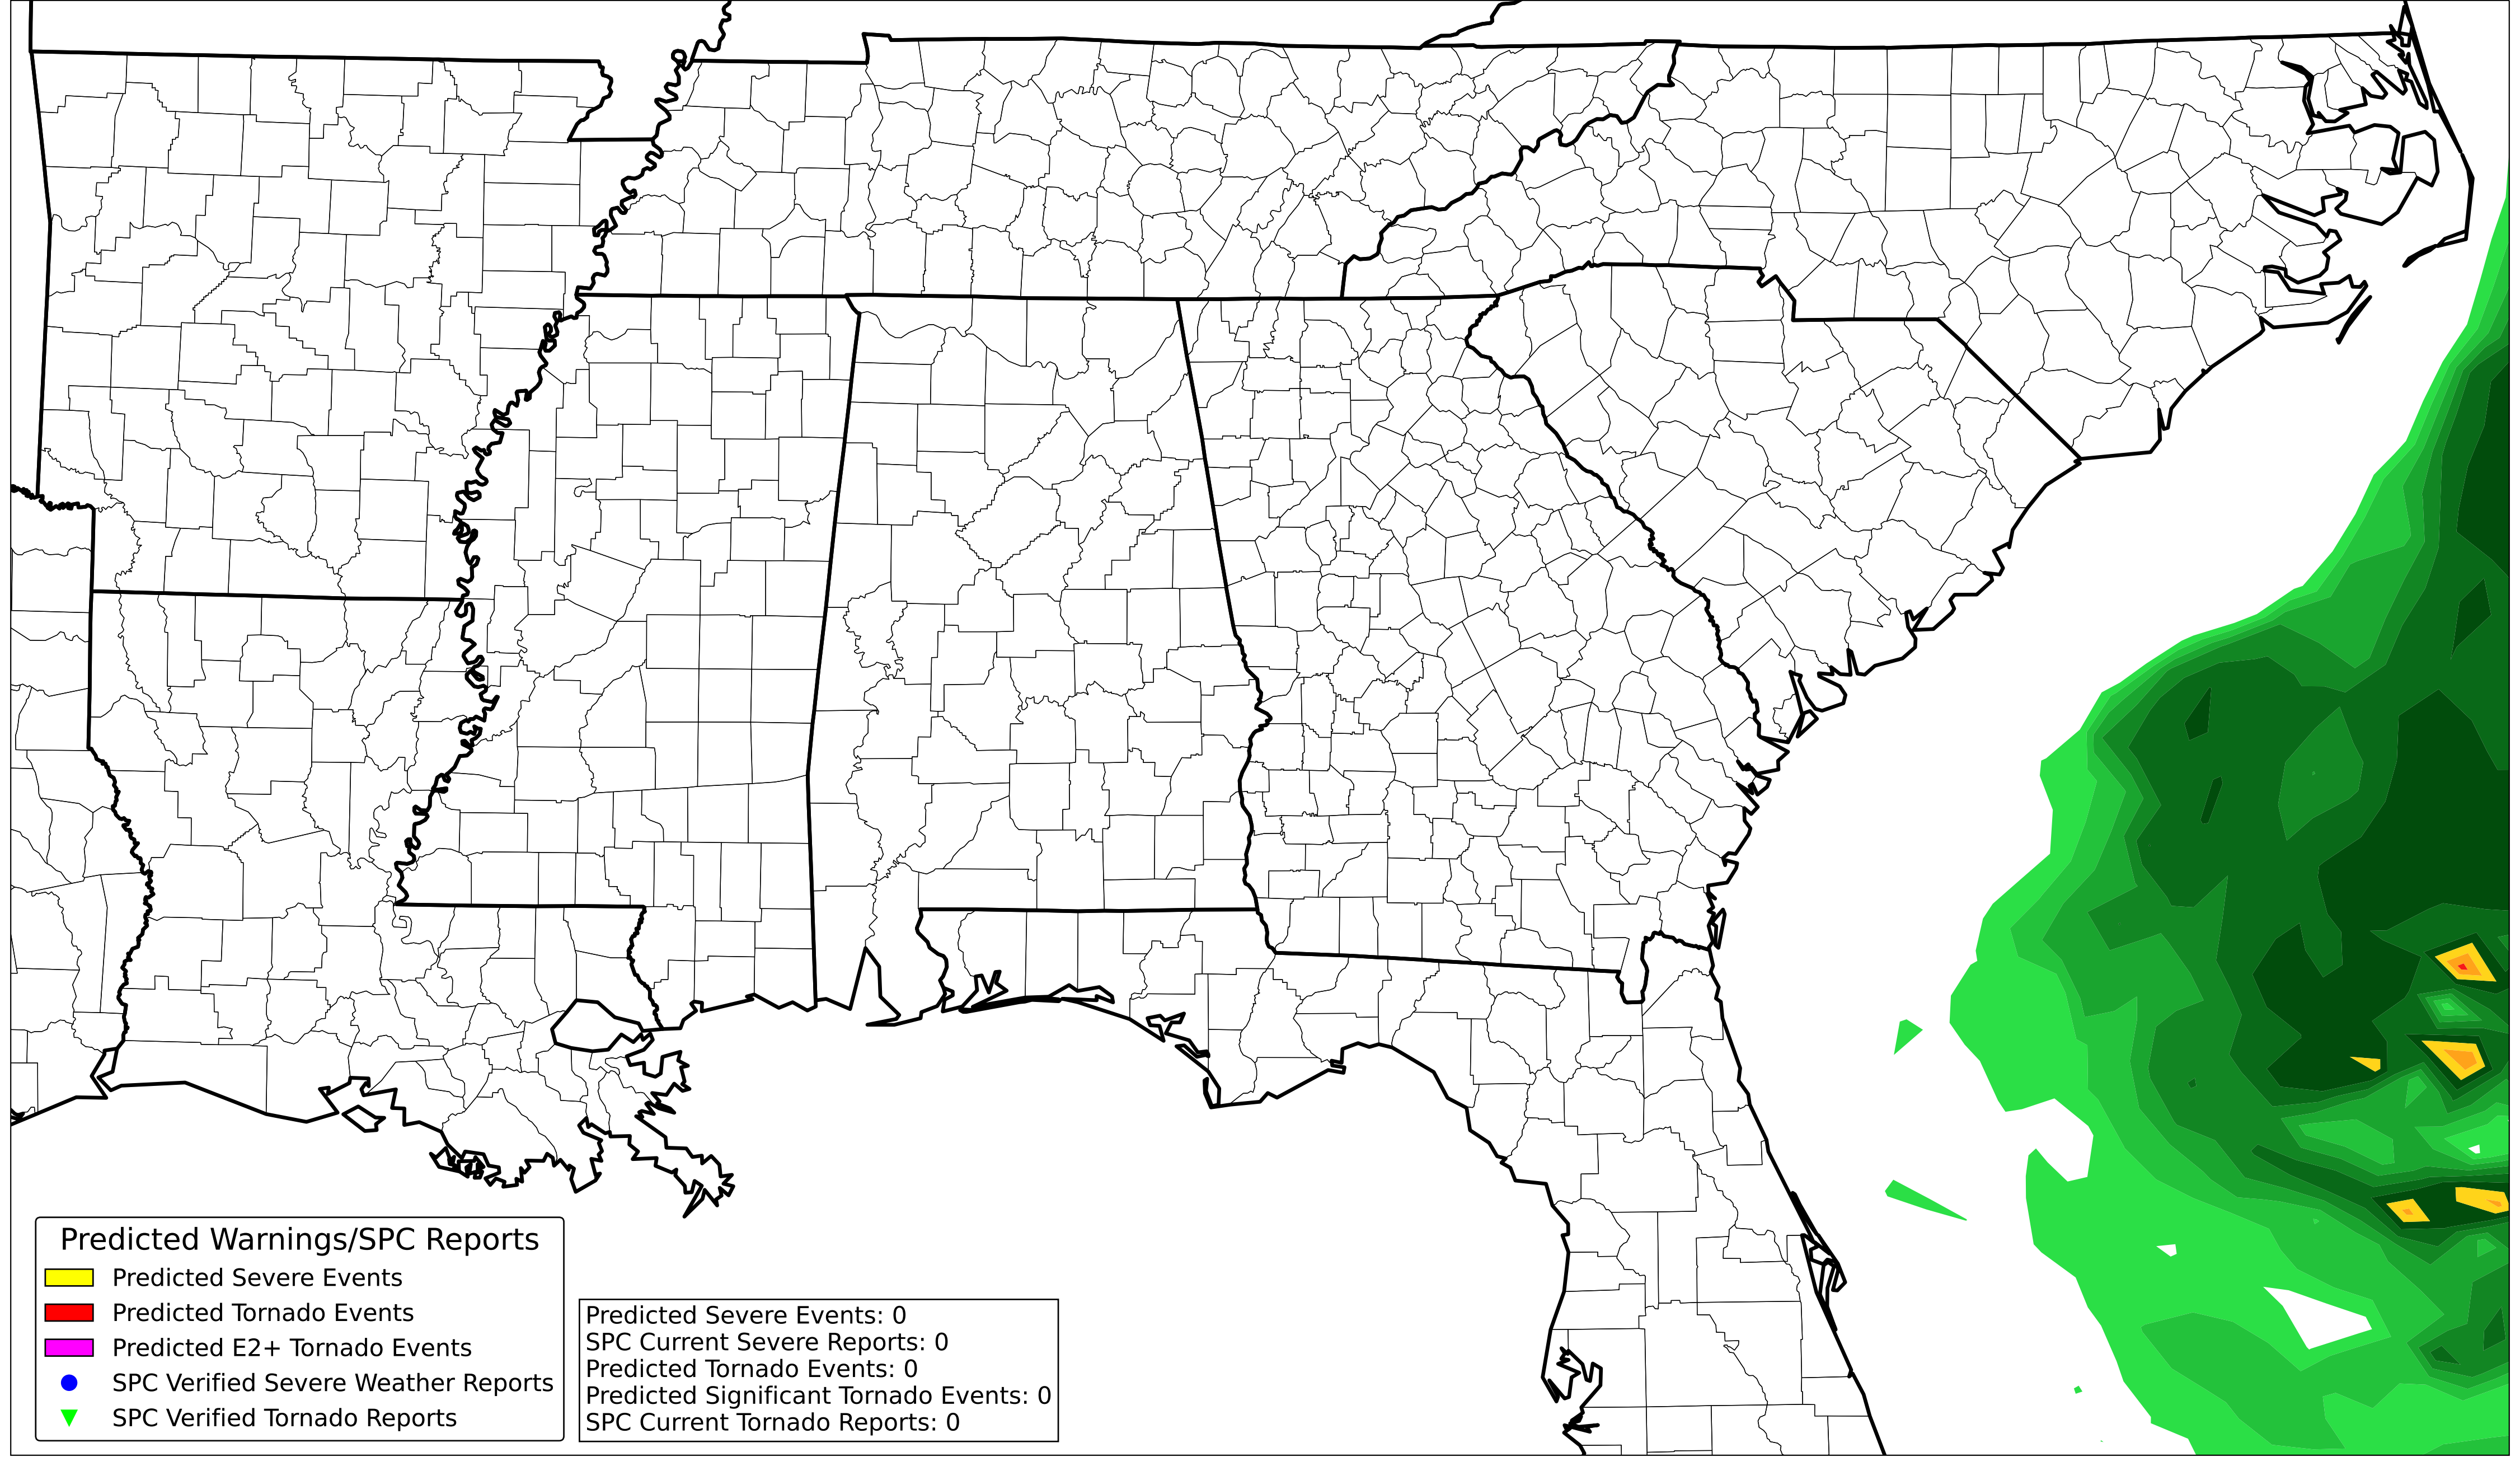 Predicted Warnings/SPC Reports
Predicted Severe Events
Predicted Tornado Events
Predicted E2+ Tornado Events
SPC Verified Severe Weather Reports
SPC Verified Tornado Reports
Predicted Severe Events: 0
SPC Current Severe Reports: 0
Predicted Tornado Events: 0
Predicted Significant Tornado Events: 0
SPC Current Tornado Reports: 0